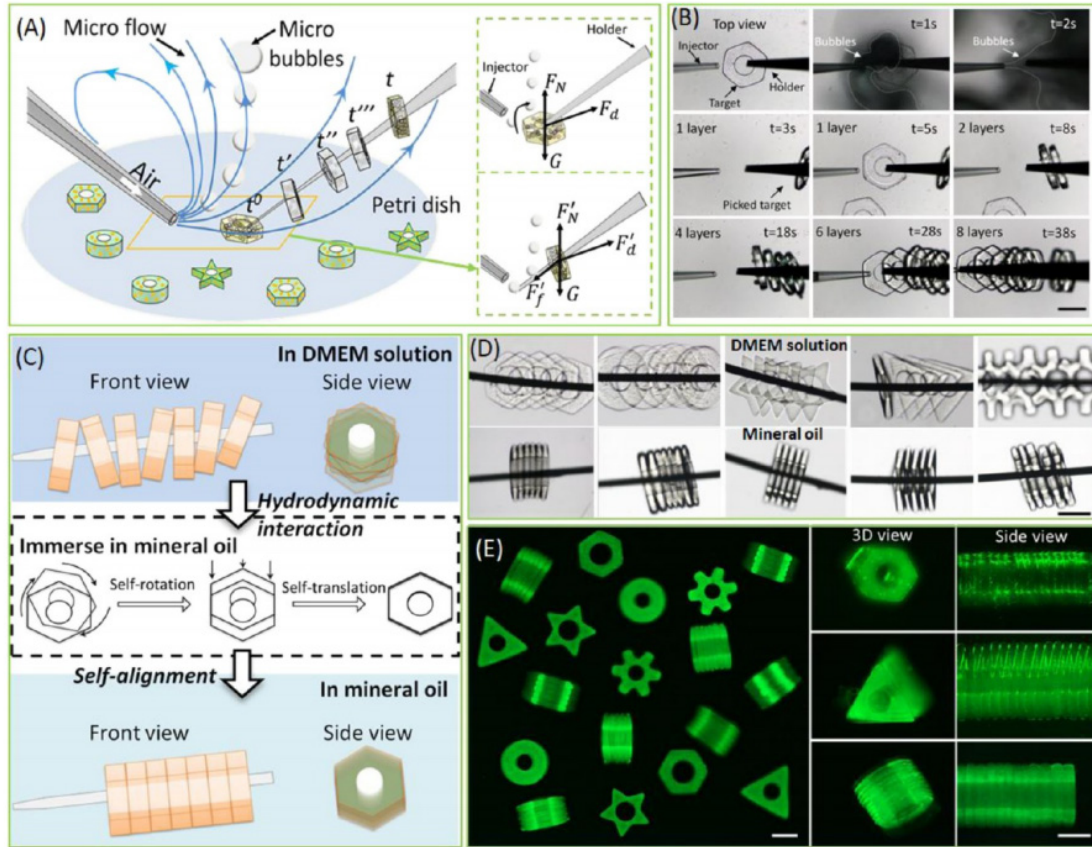 (A)
Micro flow
Micro
bubbles
Holder
Injector
F_N
F_d
G
t
t'''
t''
t'
t⁰
Air
Petri dish
F'_N
F'_d
F'_f
G
(B)
Top view
t=1s
t=2s
Injector
Bubbles
Bubbles
Target
Holder
1 layer
t=3s
1 layer
t=5s
2 layers
t=8s
Picked target
4 layers
t=18s
6 layers
t=28s
8 layers
t=38s
(C)
In DMEM solution
Front view
Side view
Hydrodynamic
interaction
Immerse in mineral oil
Self-rotation
Self-translation
Self-alignment
In mineral oil
Front view
Side view
(D)
DMEM solution
Mineral oil
(E)
3D view
Side view